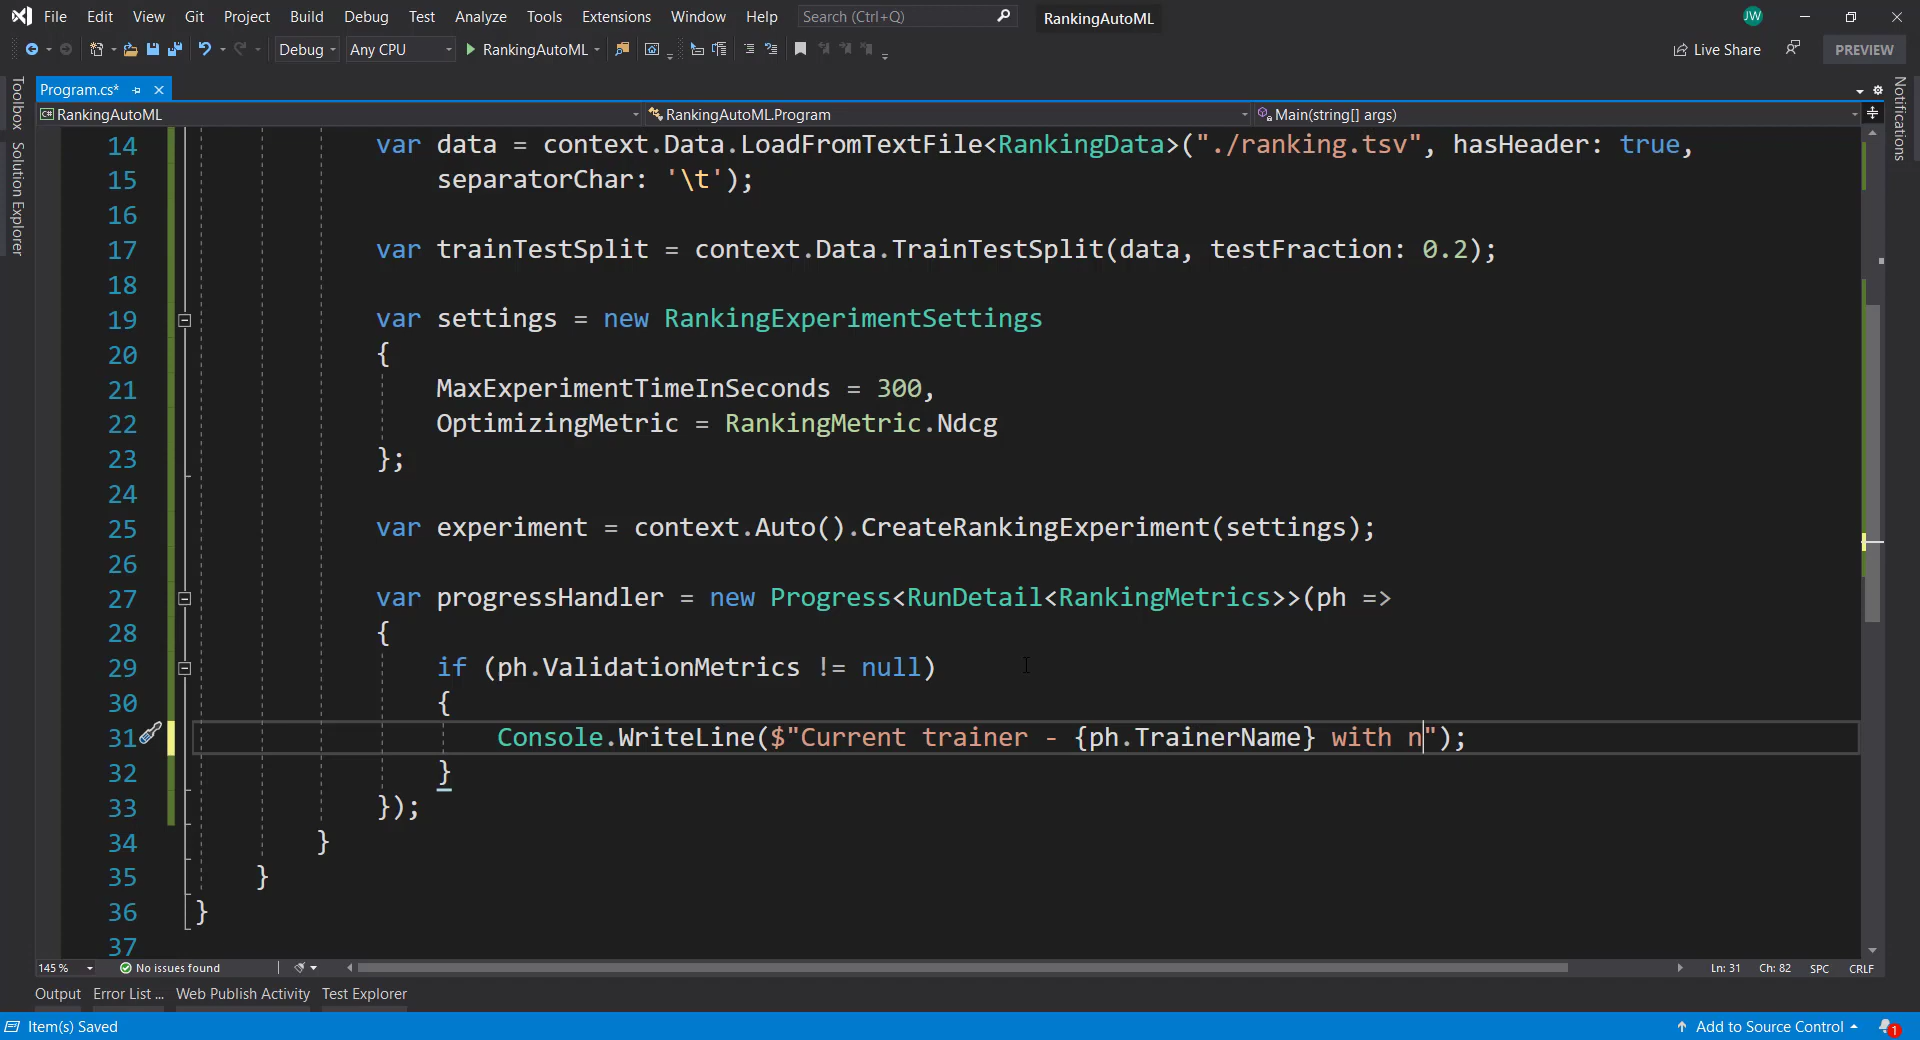 File Edit View Git Project Build Debug Test Analyze Tools Extensions Window Help Search (Ctrl+Q) RankingAutoML JW
Debug Any CPU RankingAutoML Live Share PREVIEW
Program.cs*
RankingAutoML RankingAutoML.Program Main(string[] args)
Toolbox
Solution Explorer
Notifications
14 var data = context.Data.LoadFromTextFile<RankingData>("./ranking.tsv", hasHeader: true,
15 separatorChar: '\t');
16
17 var trainTestSplit = context.Data.TrainTestSplit(data, testFraction: 0.2);
18
19 var settings = new RankingExperimentSettings
20 {
21 MaxExperimentTimeInSeconds = 300,
22 OptimizingMetric = RankingMetric.Ndcg
23 };
24
25 var experiment = context.Auto().CreateRankingExperiment(settings);
26
27 var progressHandler = new Progress<RunDetail<RankingMetrics>>(ph =>
28 {
29 if (ph.ValidationMetrics != null)
30 {
31 Console.WriteLine($"Current trainer - {ph.TrainerName} with n");
32 }
33 });
34 }
35 }
36 }
37
145 % No issues found Ln: 31 Ch: 82 SPC CRLF
Output Error List ... Web Publish Activity Test Explorer
Item(s) Saved Add to Source Control 1